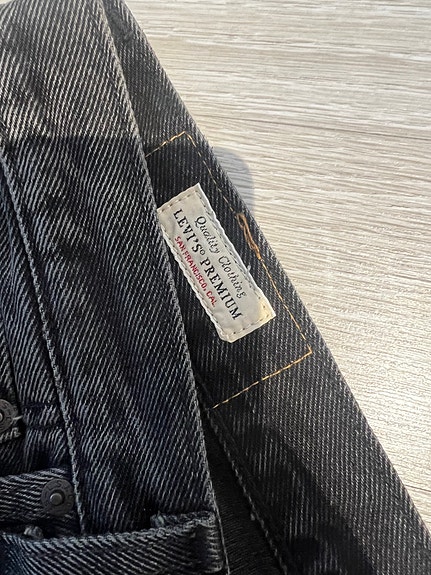 Quality Clothing
LEVI'S® PREMIUM
SAN FRANCISCO, CAL